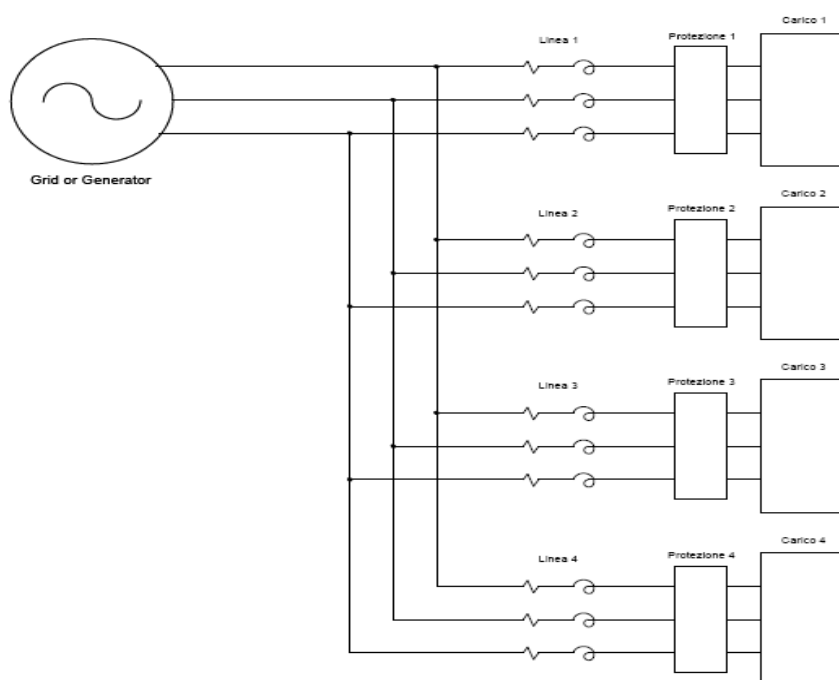 Carico 1
Linea 1
Protezione 1
Grid or Generator
Carico 2
Linea 2
Protezione 2
Carico 3
Linea 3
Protezione 3
Carico 4
Linea 4
Protezione 4